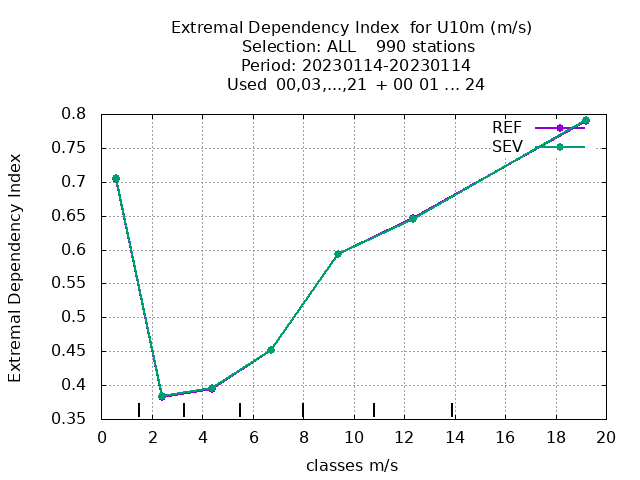 Extremal Dependency Index  for U10m (m/s)
Selection: ALL    990 stations
Period: 20230114-20230114
Used  00,03,...,21  + 00 01 ... 24
Extremal Dependency Index
0.8
0.75
0.7
0.65
0.6
0.55
0.5
0.45
0.4
0.35
REF
SEV
0 2 4 6 8 10 12 14 16 18 20
classes m/s